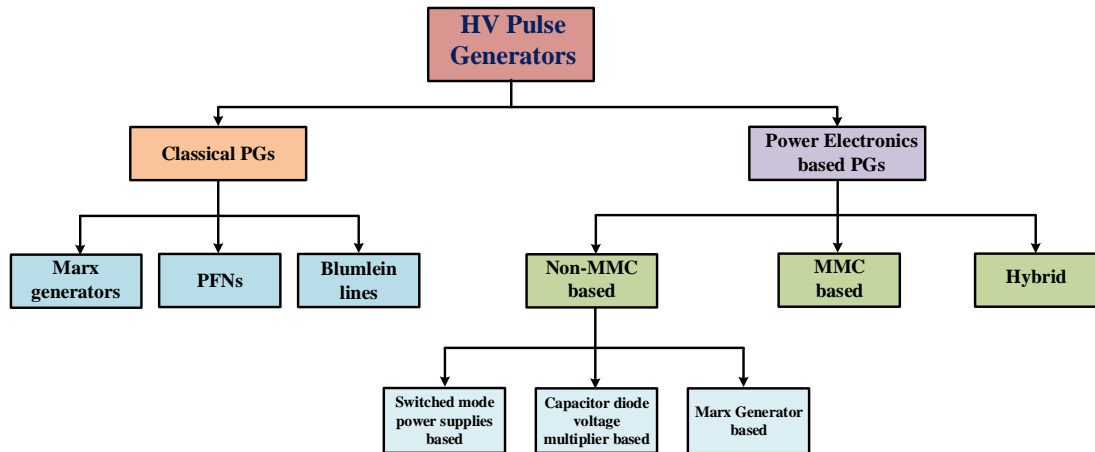 HV Pulse
Generators
Classical PGs
Power Electronics
based PGs
Marx
generators
PFNs
Blumlein
lines
Non-MMC
based
MMC
based
Hybrid
Switched mode
power supplies
based
Capacitor diode
voltage
multiplier based
Marx Generator
based